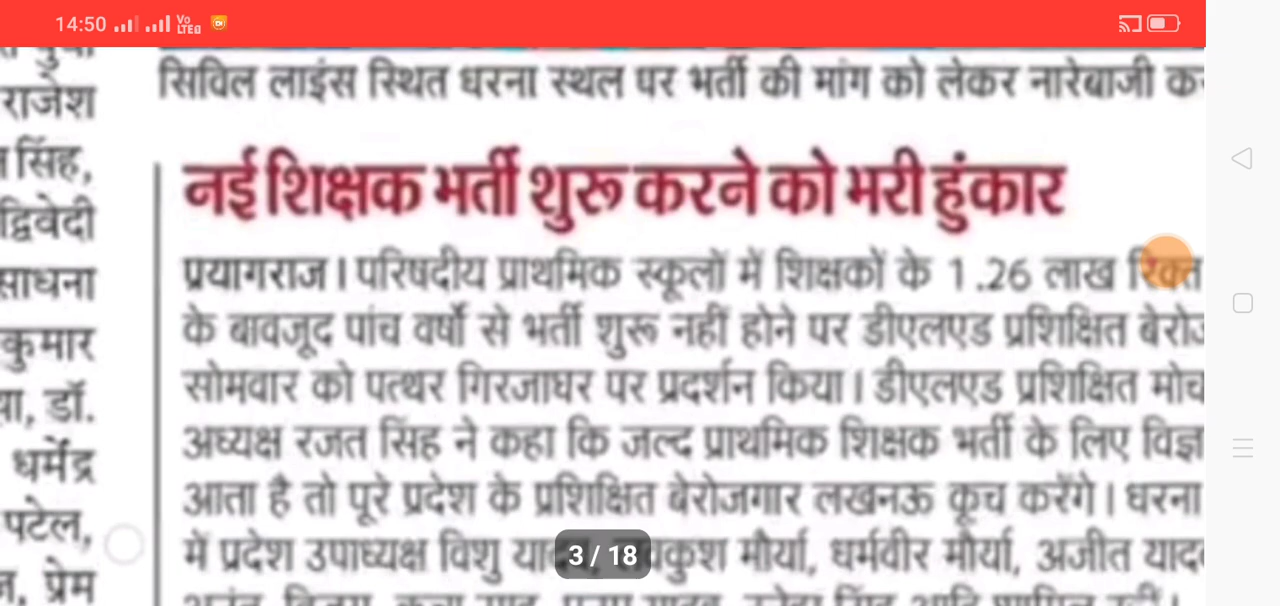 14:50
Vo LTE
राजेश
सिंह,
द्विवेदी
साधना
कुमार
डॉ.
धर्मेंद्र
पटेल,
प्रेम
सिविल लाइंस स्थित धरना स्थल पर भर्ती की मांग को लेकर नारेबाजी
नई शिक्षक भर्ती शुरू करने को भरी हुंकार
प्रयागराज। परिषदीय प्राथमिक स्कूलों में शिक्षकों के 1.26 लाख रिक्त
के बावजूद पांच वर्षों से भर्ती शुरू नहीं होने पर डीएलएड प्रशिक्षित
सोमवार को पत्थर गिरजाघर पर प्रदर्शन किया। डीएलएड प्रशिक्षित
अध्यक्ष रजत सिंह ने कहा कि जल्द प्राथमिक शिक्षक भर्ती के लिए
आता है तो पूरे प्रदेश के प्रशिक्षित बेरोजगार लखनऊ कूच करेंगे। धरना
में प्रदेश उपाध्यक्ष विशु मौर्या, धर्मवीर मौर्या, अजीत
3 / 18